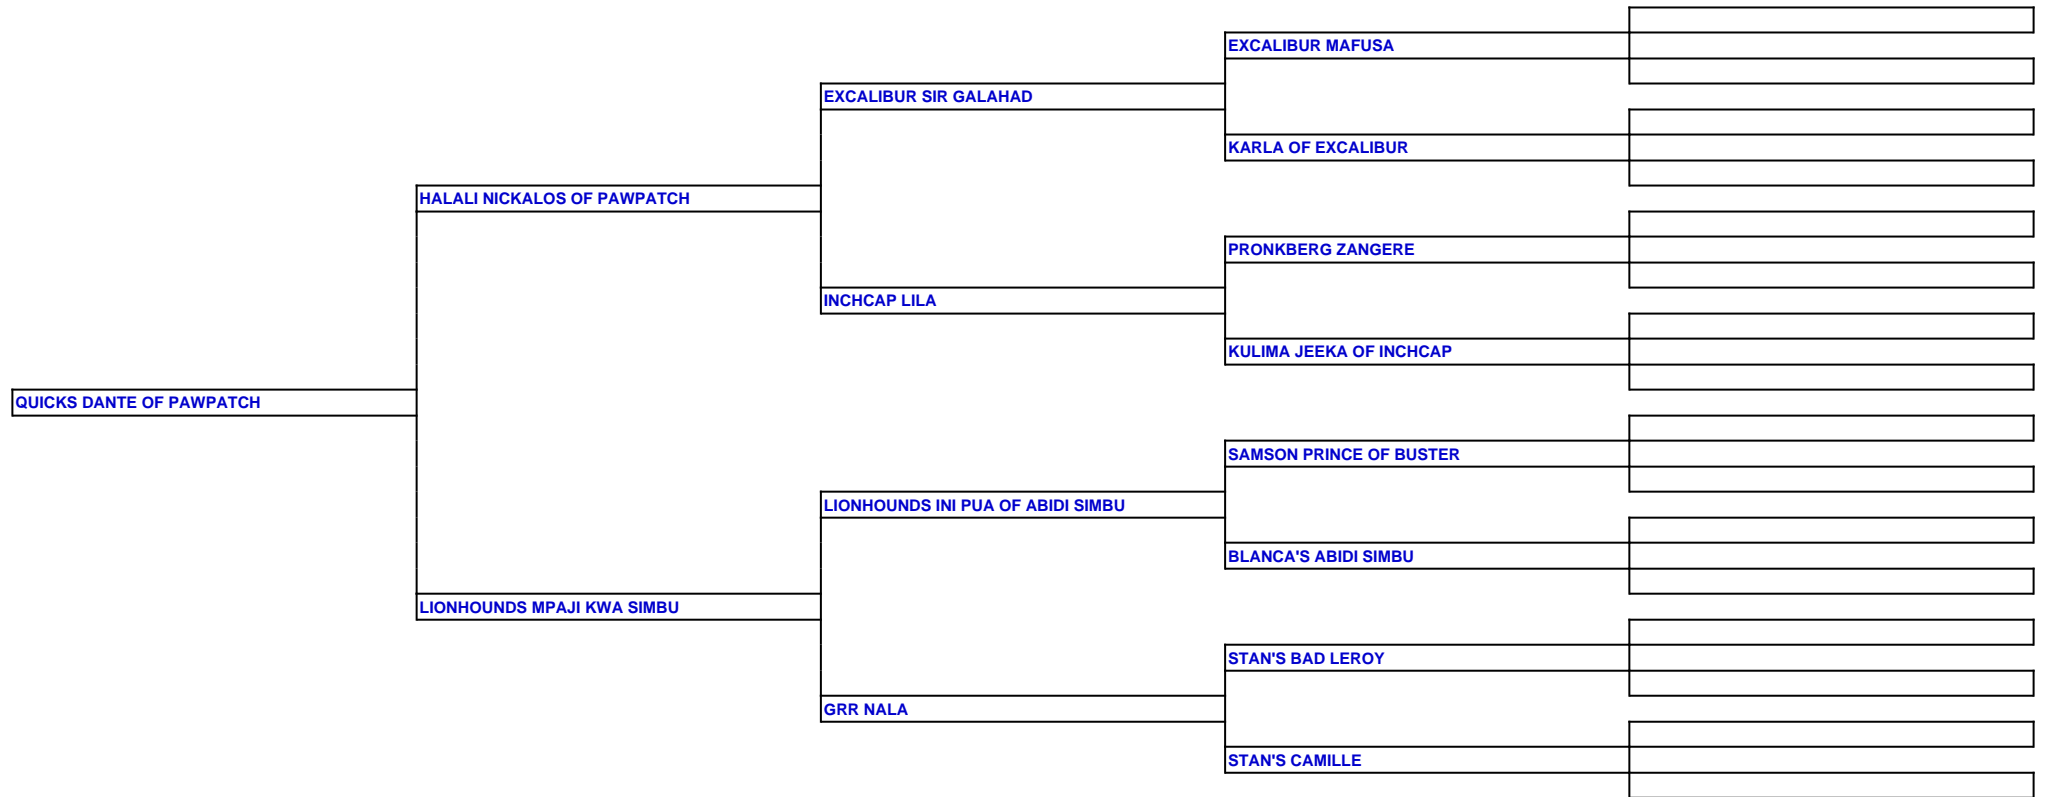 EXCALIBUR MAFUSA
EXCALIBUR SIR GALAHAD
KARLA OF EXCALIBUR
HALALI NICKALOS OF PAWPATCH
PRONKBERG ZANGERE
INCHCAP LILA
KULIMA JEEKA OF INCHCAP
QUICKS DANTE OF PAWPATCH
SAMSON PRINCE OF BUSTER
LIONHOUNDS INI PUA OF ABIDI SIMBU
BLANCA'S ABIDI SIMBU
LIONHOUNDS MPAJI KWA SIMBU
STAN'S BAD LEROY
GRR NALA
STAN'S CAMILLE